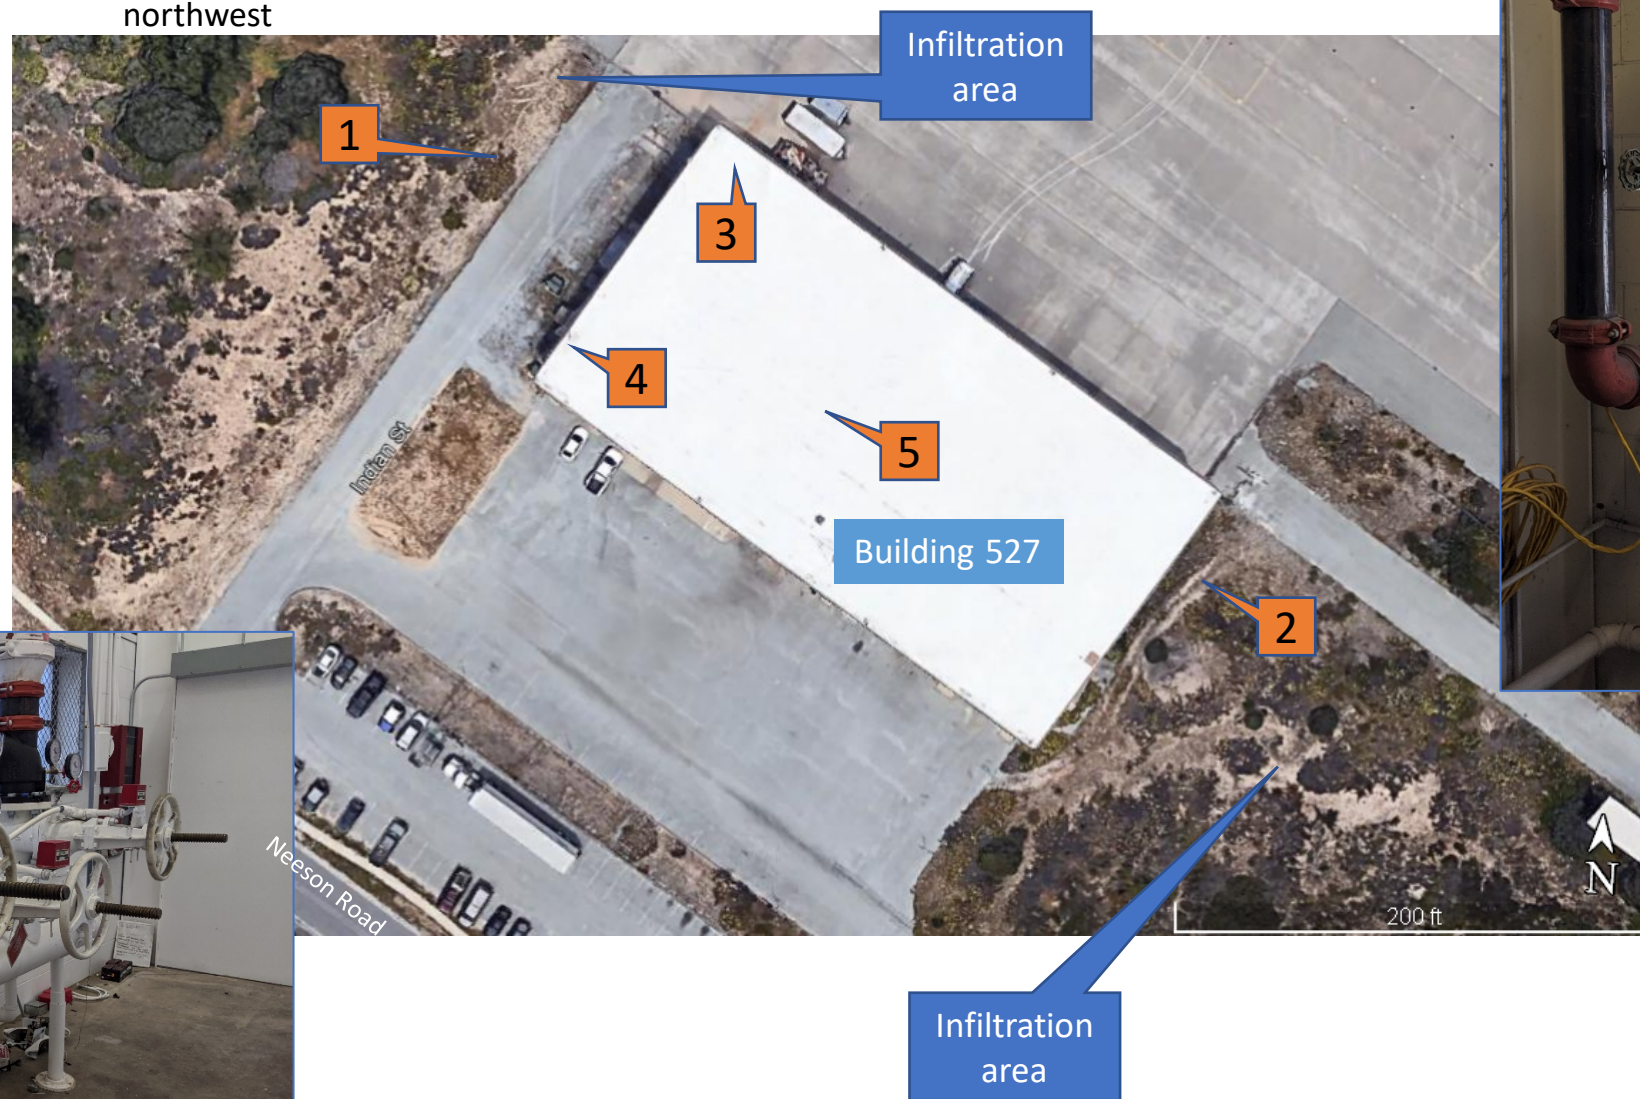 northwest
Infiltration
area
1
3
4
5
Indian St
Building 527
2
Neeson Road
N
200 ft
Infiltration
area